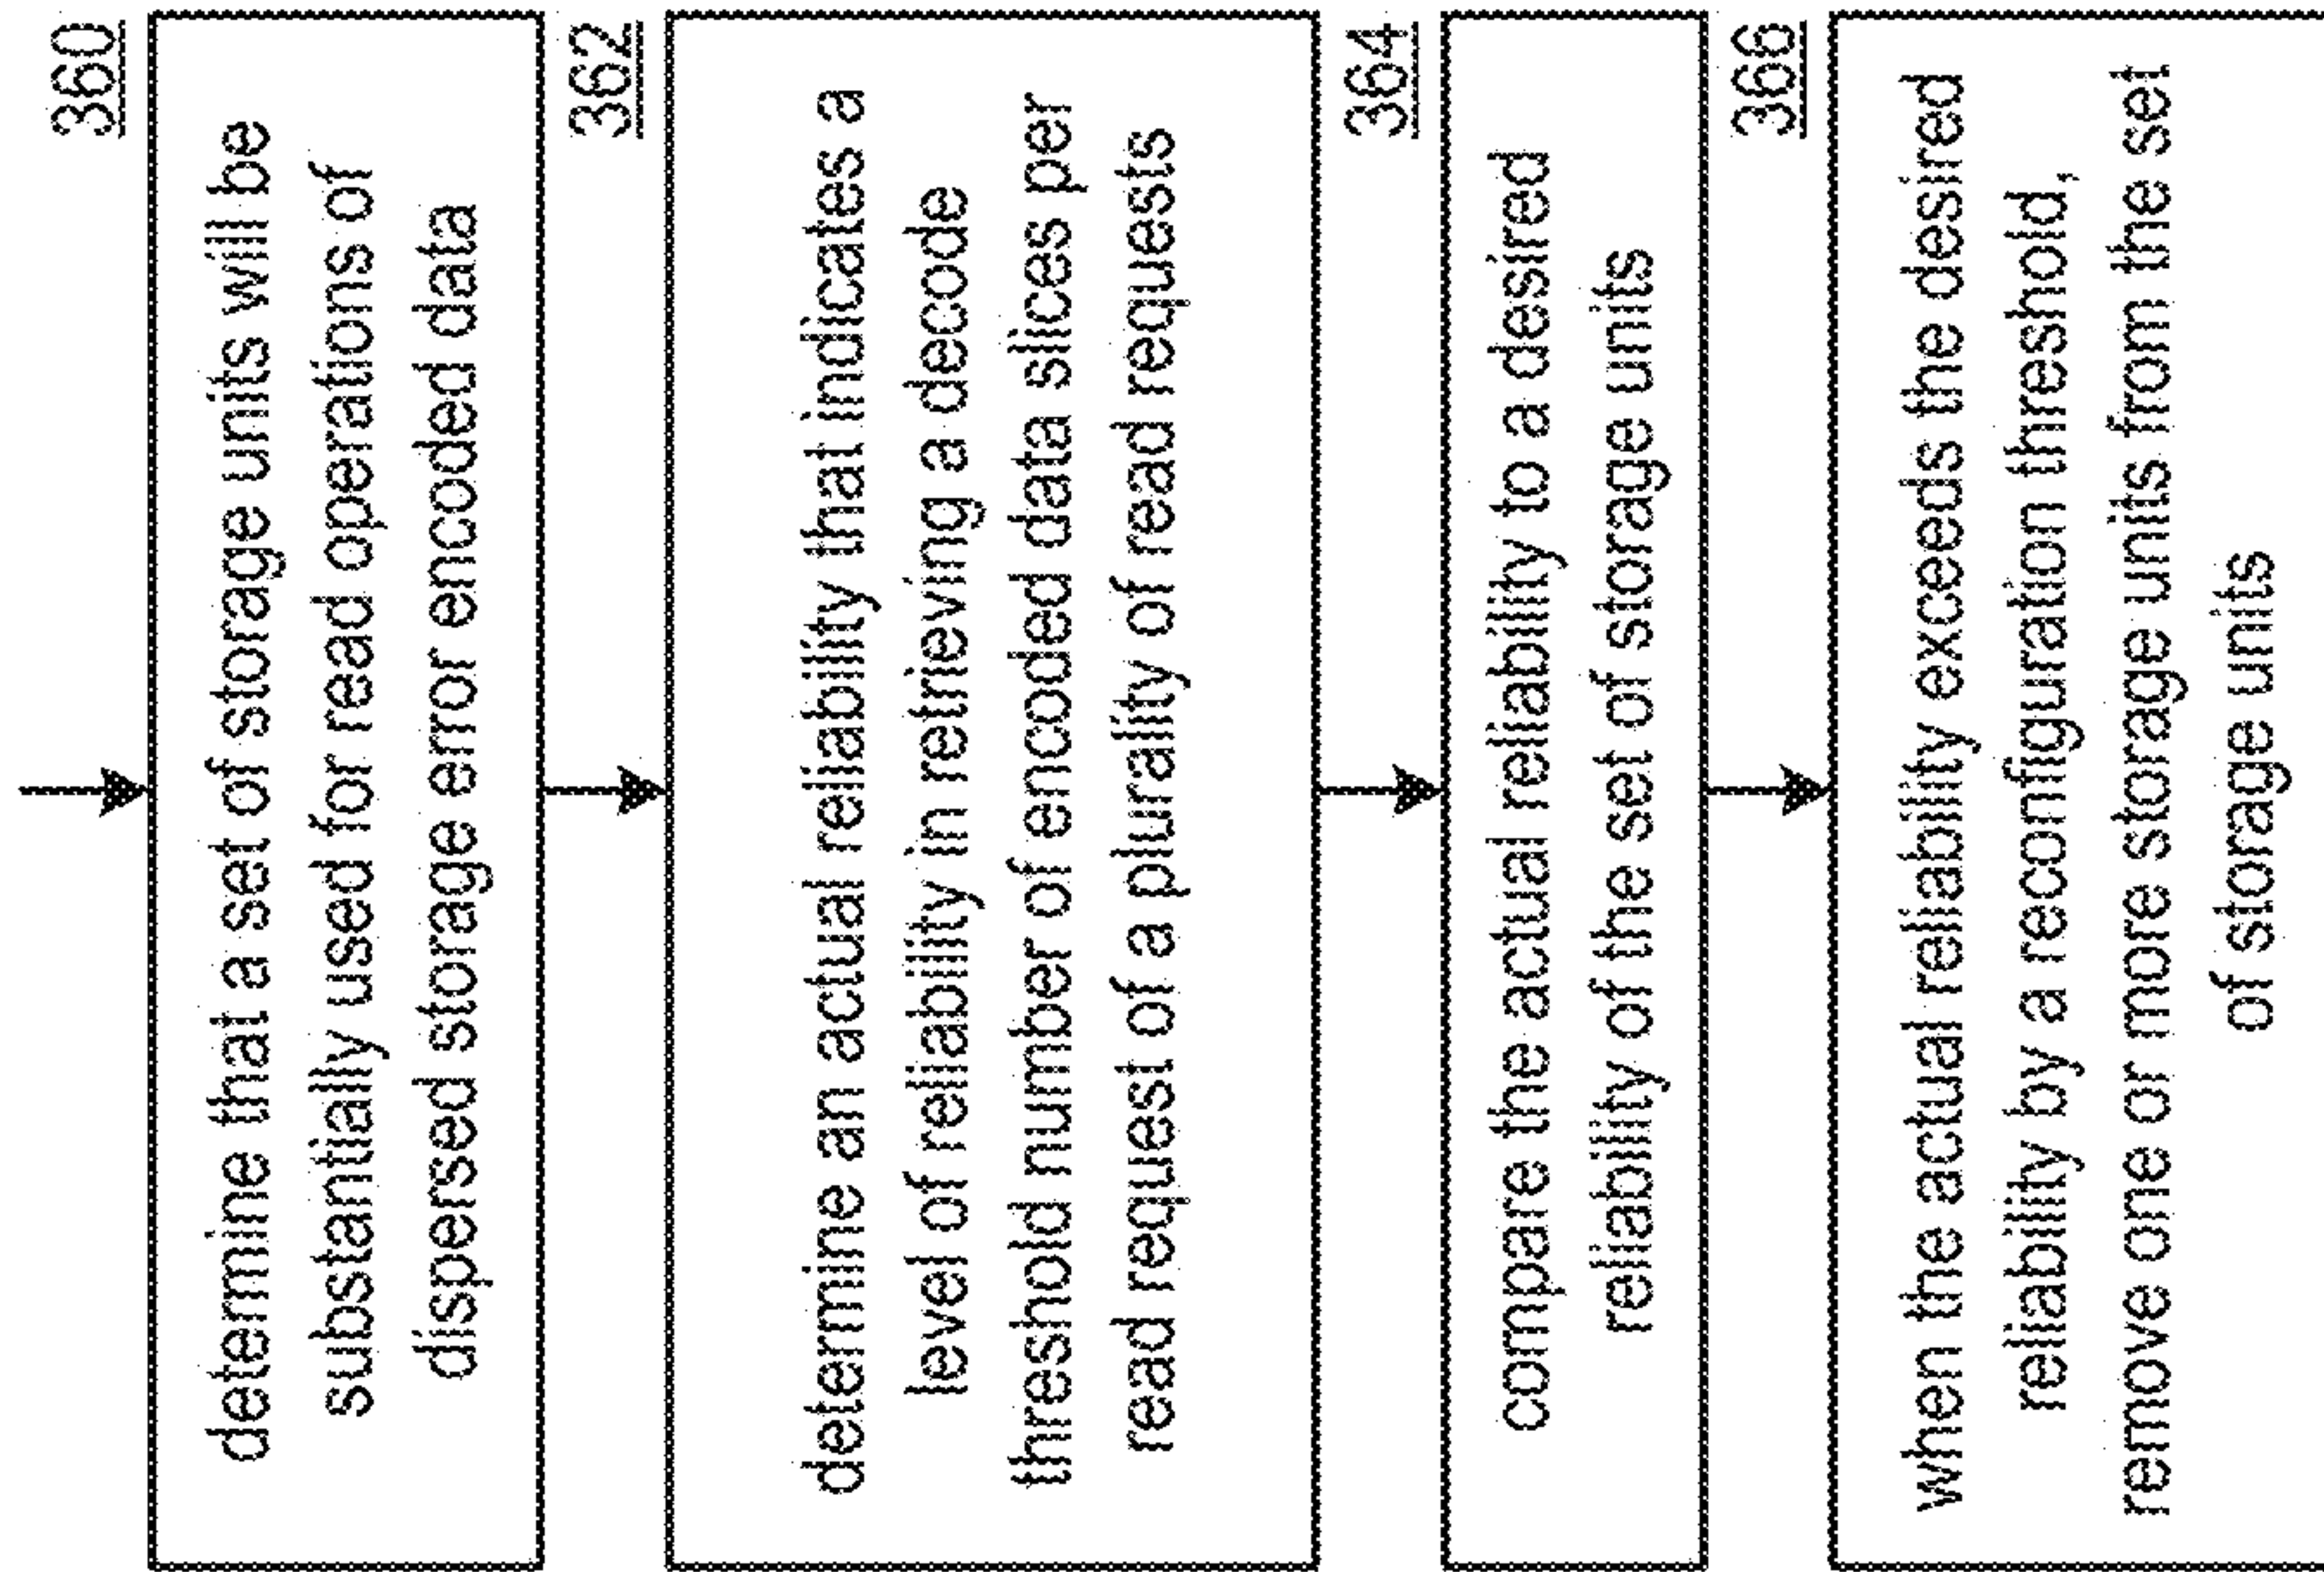 360
determine that a set of storage units will be
substantially used for read operations of
dispersed storage error encoded data
362
determine an actual reliability that indicates a
level of reliability in retrieving a decode
threshold number of encoded data slices per
read request of a plurality of read requests
364
compare the actual reliability to a desired
reliability of the set of storage units
366
when the actual reliability exceeds the desired
reliability by a reconfiguration threshold,
remove one or more storage units from the set
of storage units